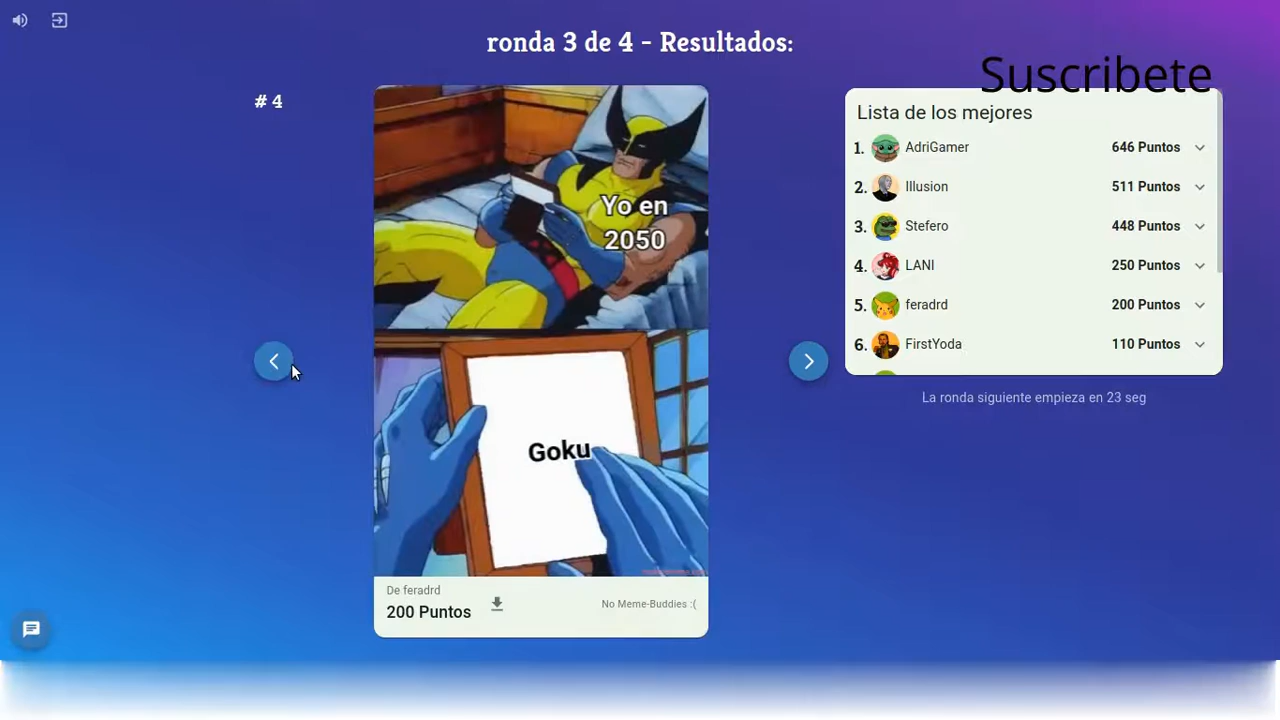 ronda 3 de 4 - Resultados:
Suscribete
# 4
Yo en
2050
Goku
De feradrd
200 Puntos
No Meme-Buddies :(
Lista de los mejores
1. AdriGamer 646 Puntos
2. Illusion 511 Puntos
3. Stefero 448 Puntos
4. LANI 250 Puntos
5. feradrd 200 Puntos
6. FirstYoda 110 Puntos
La ronda siguiente empieza en 23 seg